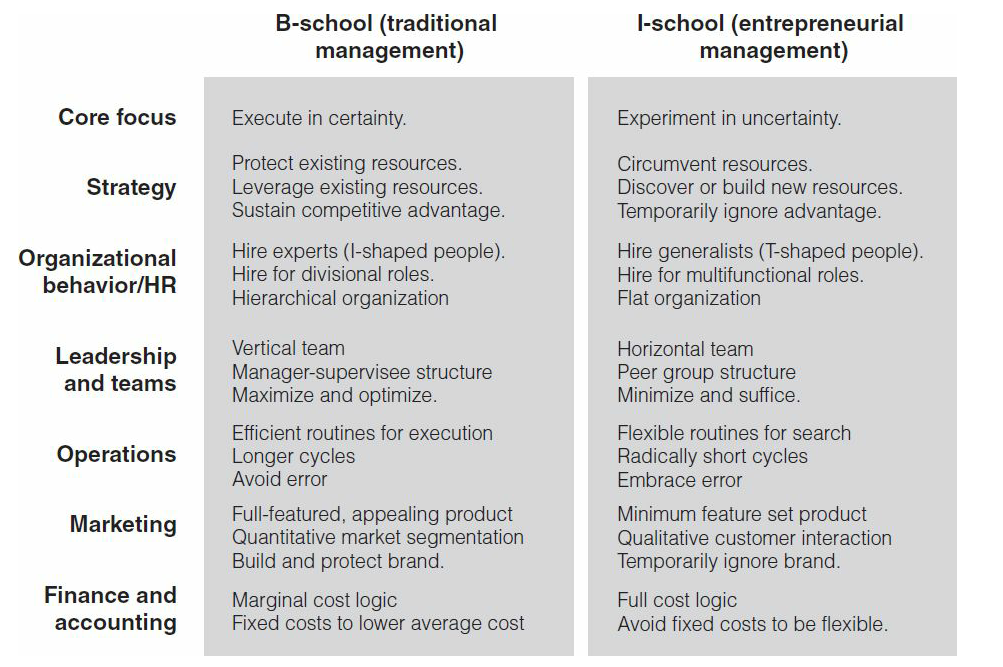 B-school (traditional management)
I-school (entrepreneurial management)
Core focus
Execute in certainty.
Experiment in uncertainty.
Strategy
Protect existing resources.
Leverage existing resources.
Sustain competitive advantage.
Circumvent resources.
Discover or build new resources.
Temporarily ignore advantage.
Organizational
behavior/HR
Hire experts (I-shaped people).
Hire for divisional roles.
Hierarchical organization
Hire generalists (T-shaped people).
Hire for multifunctional roles.
Flat organization
Leadership
and teams
Vertical team
Manager-supervisee structure
Maximize and optimize.
Horizontal team
Peer group structure
Minimize and suffice.
Operations
Efficient routines for execution
Longer cycles
Avoid error
Flexible routines for search
Radically short cycles
Embrace error
Marketing
Full-featured, appealing product
Quantitative market segmentation
Build and protect brand.
Minimum feature set product
Qualitative customer interaction
Temporarily ignore brand.
Finance and
accounting
Marginal cost logic
Fixed costs to lower average cost
Full cost logic
Avoid fixed costs to be flexible.